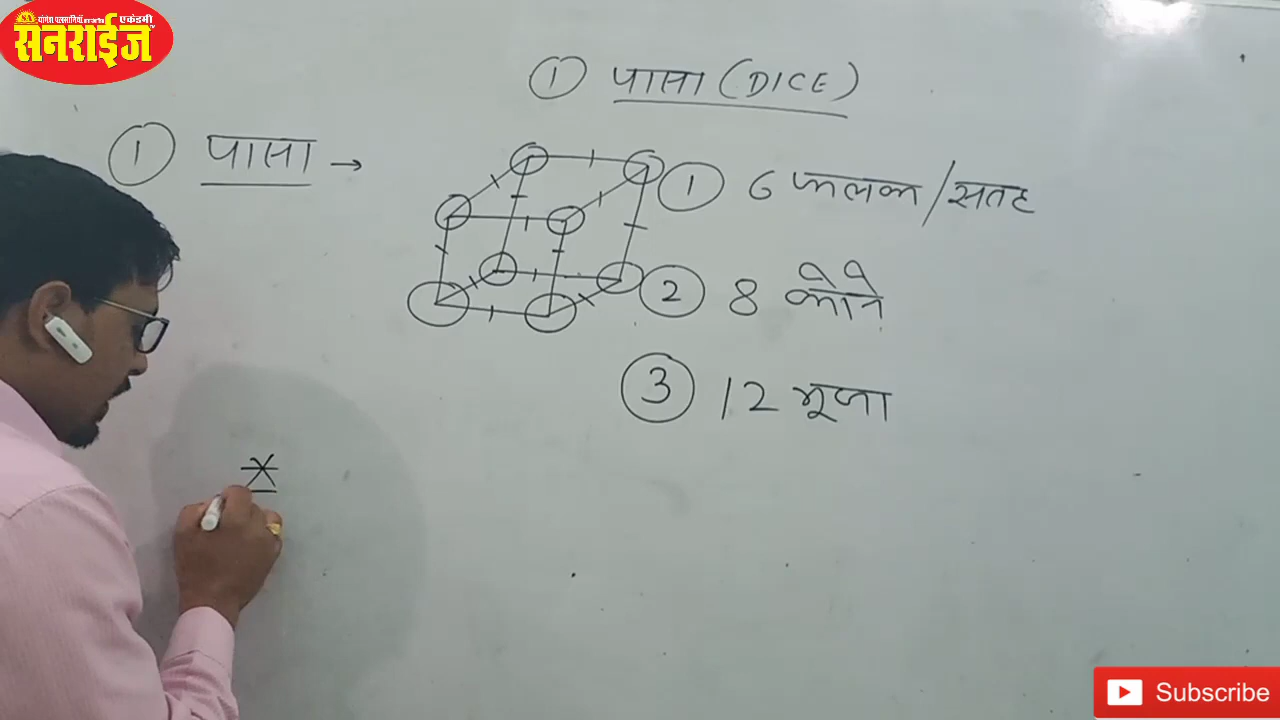 एकेडमी
सनराईज
① पासा (DICE)
① पासा →
① 6 फलक/सतह
② 8 कोने
③ 12 भूजा
*
Subscribe